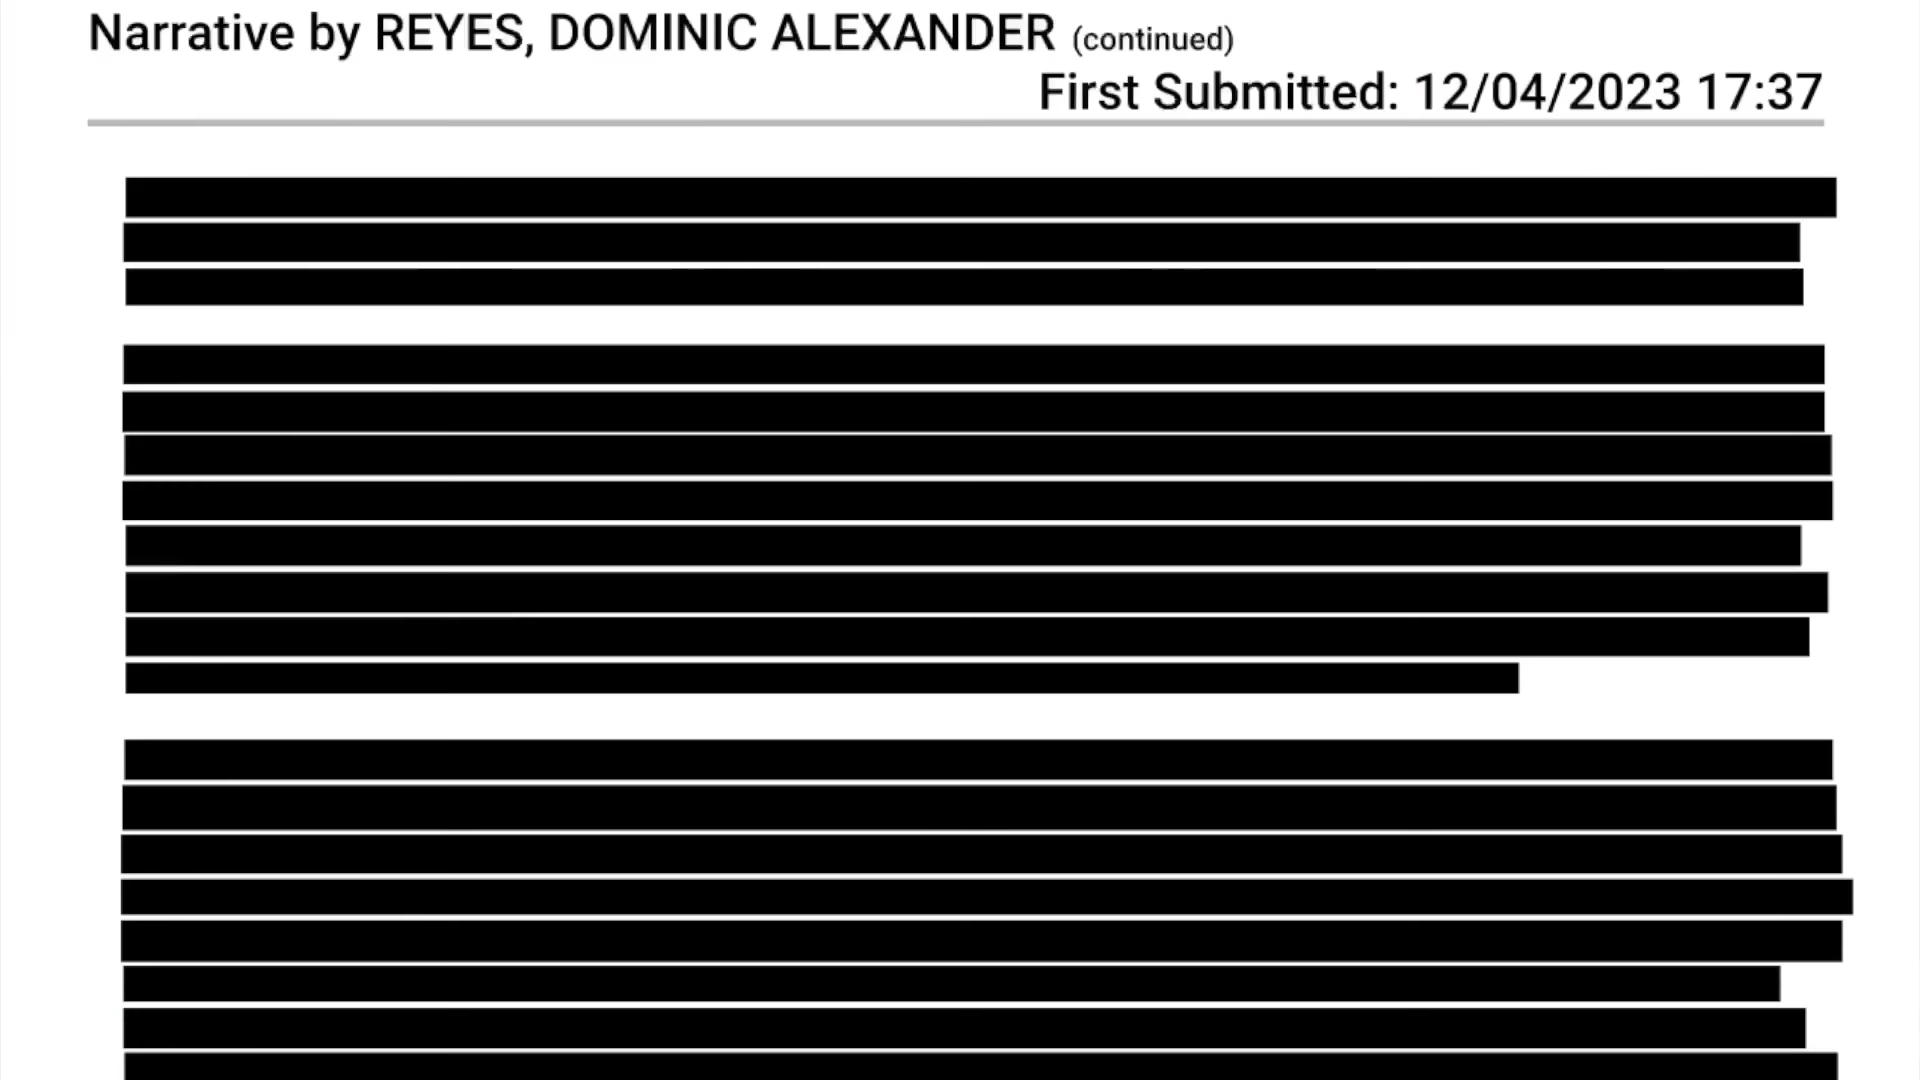 Narrative by REYES, DOMINIC ALEXANDER (continued)
First Submitted: 12/04/2023 17:37